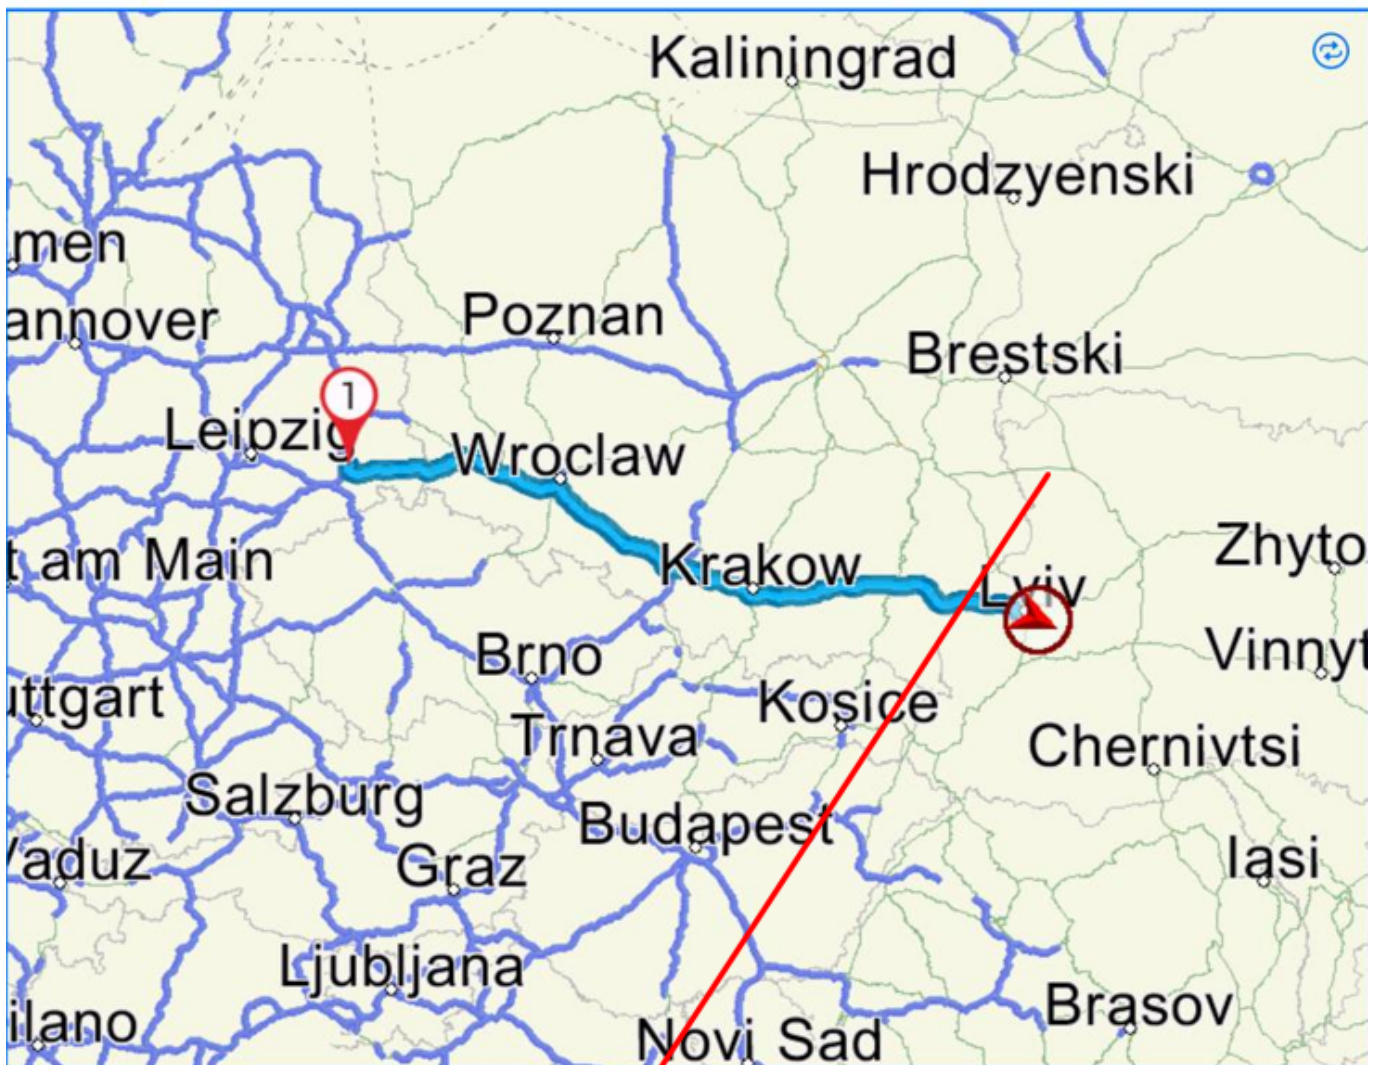 Kaliningrad
Hrodzyenski
men
annover
Poznan
Brestski
1
Leipzig
Wroclaw
t am Main
Krakow
Lviv
Zhyto
Brno
Vinnyt
uttgart
Kosice
Trnava
Chernivtsi
Salzburg
Budapest
Vaduz
Graz
Iasi
Ljubljana
Brasov
ilano
Novi Sad